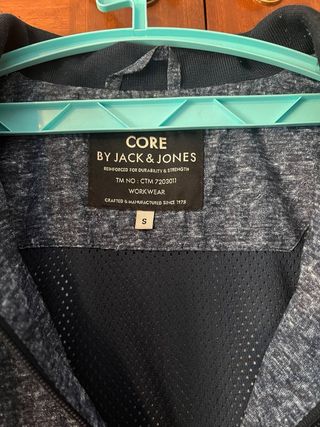 CORE
BY JACK & JONES
REINFORCED FOR DURABILITY & STRENGTH
TM NO : CTM 7203011
WORKWEAR
CRAFTED & MANUFACTURED SINCE 1975
S